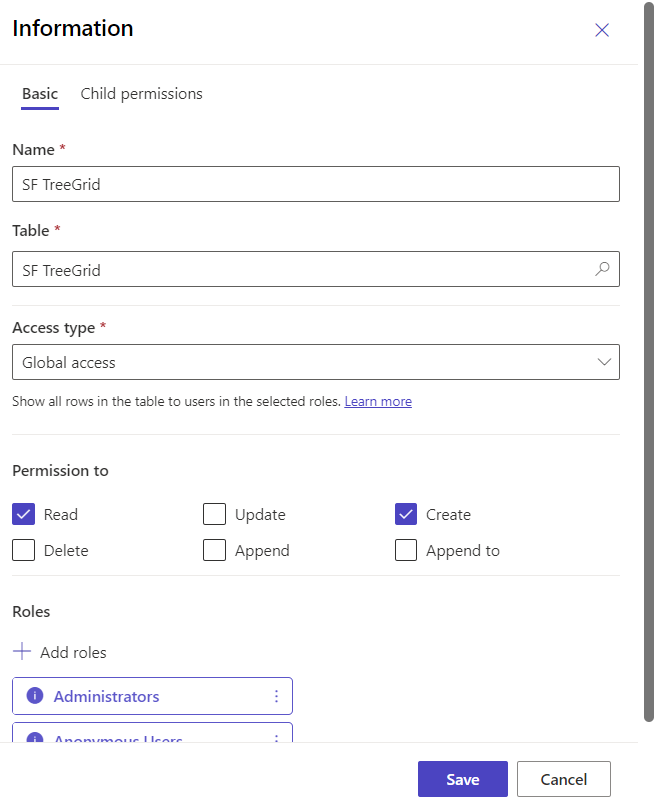 Information
Basic Child permissions
Name *
SF TreeGrid
Table *
SF TreeGrid
Access type *
Global access
Show all rows in the table to users in the selected roles. Learn more
Permission to
Read Update Create
Delete Append Append to
Roles
Add roles
Administrators
Anonymous Users
Save Cancel